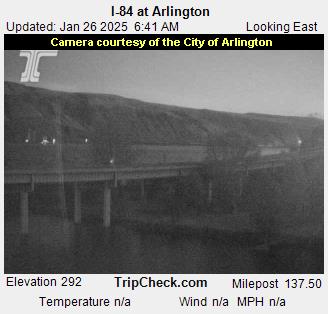 I-84 at Arlington
Updated: Jan 26 2025 6:41 AM Looking East
Camera courtesy of the City of Arlington
Elevation 292 TripCheck.com Milepost 137.50
Temperature n/a Wind n/a MPH n/a